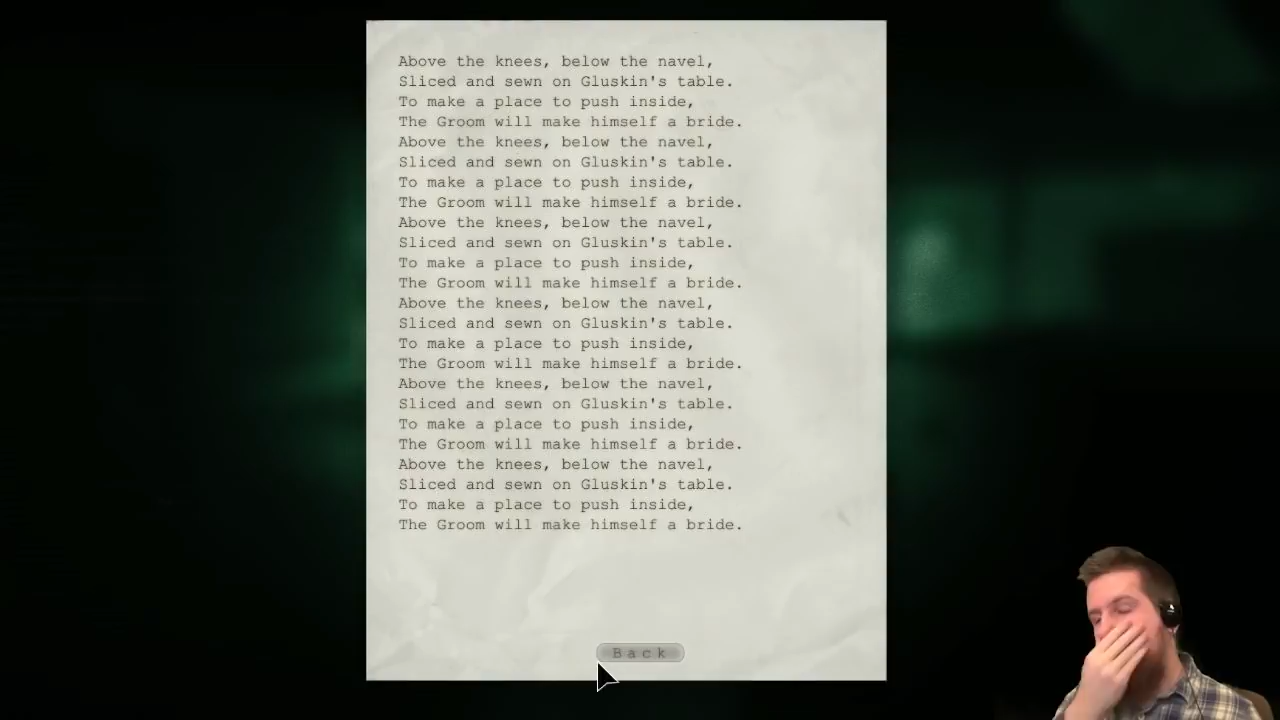 Above the knees, below the navel,
Sliced and sewn on Gluskin's table.
To make a place to push inside,
The Groom will make himself a bride.
Above the knees, below the navel,
Sliced and sewn on Gluskin's table.
To make a place to push inside,
The Groom will make himself a bride.
Above the knees, below the navel,
Sliced and sewn on Gluskin's table.
To make a place to push inside,
The Groom will make himself a bride.
Above the knees, below the navel,
Sliced and sewn on Gluskin's table.
To make a place to push inside,
The Groom will make himself a bride.
Above the knees, below the navel,
Sliced and sewn on Gluskin's table.
To make a place to push inside,
The Groom will make himself a bride.
Above the knees, below the navel,
Sliced and sewn on Gluskin's table.
To make a place to push inside,
The Groom will make himself a bride.
Back